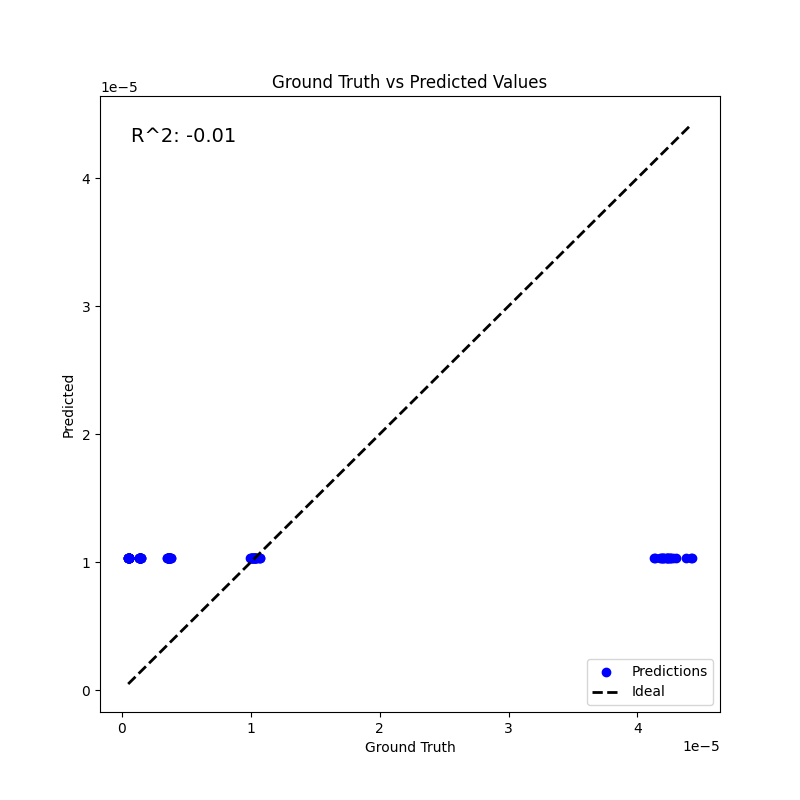 Ground Truth vs Predicted Values
1e−5
R^2: -0.01
4
3
2
1
0
Predicted
Predictions
Ideal
0 1 2 3 4
1e−5
Ground Truth